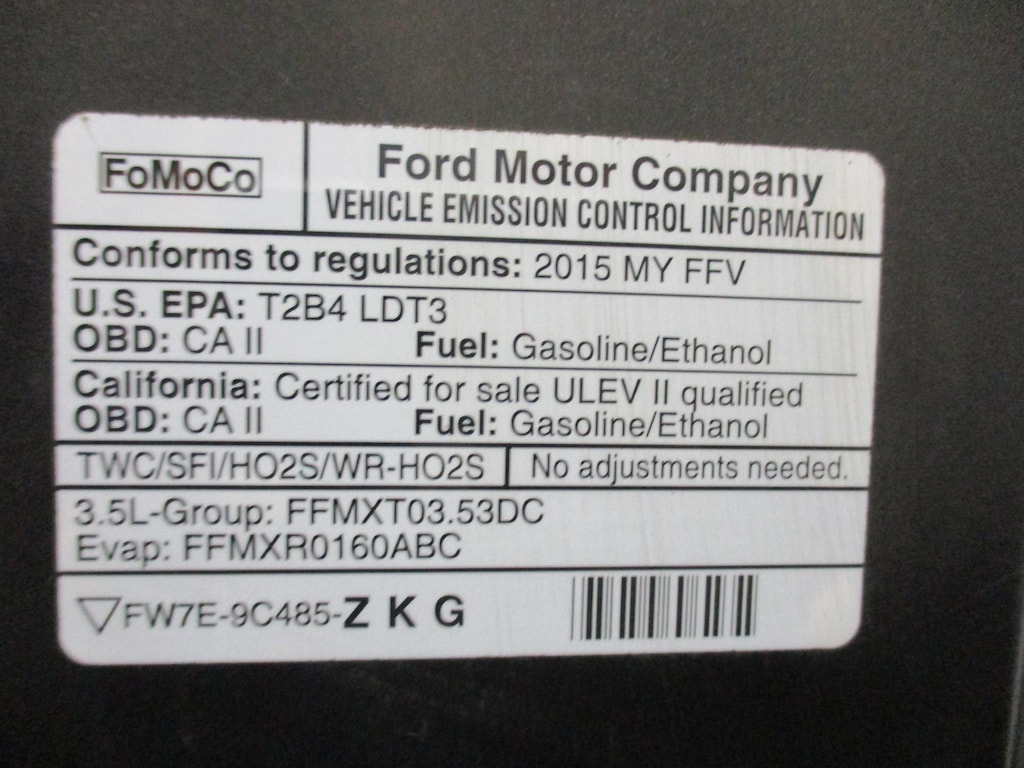 FoMoCo
Ford Motor Company
VEHICLE EMISSION CONTROL INFORMATION
Conforms to regulations: 2015 MY FFV
U.S. EPA: T2B4 LDT3
OBD: CA II Fuel: Gasoline/Ethanol
California: Certified for sale ULEV II qualified
OBD: CA II Fuel: Gasoline/Ethanol
TWC/SFI/HO2S/WR-HO2S No adjustments needed.
3.5L-Group: FFMXT03.53DC
Evap: FFMXR0160ABC
FW7E-9C485-Z K G